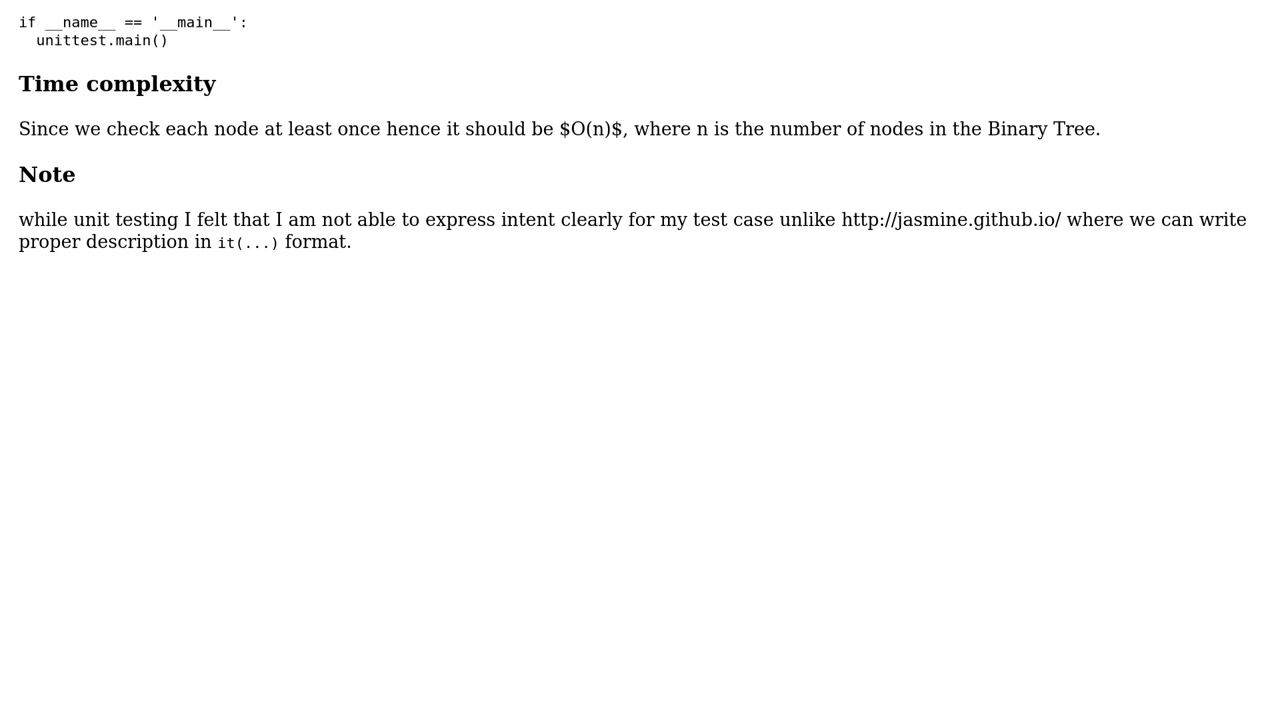 if __name__ == '__main__':
  unittest.main()
Time complexity
Since we check each node at least once hence it should be $O(n)$, where n is the number of nodes in the Binary Tree.
Note
while unit testing I felt that I am not able to express intent clearly for my test case unlike http://jasmine.github.io/ where we can write
proper description in it(...) format.